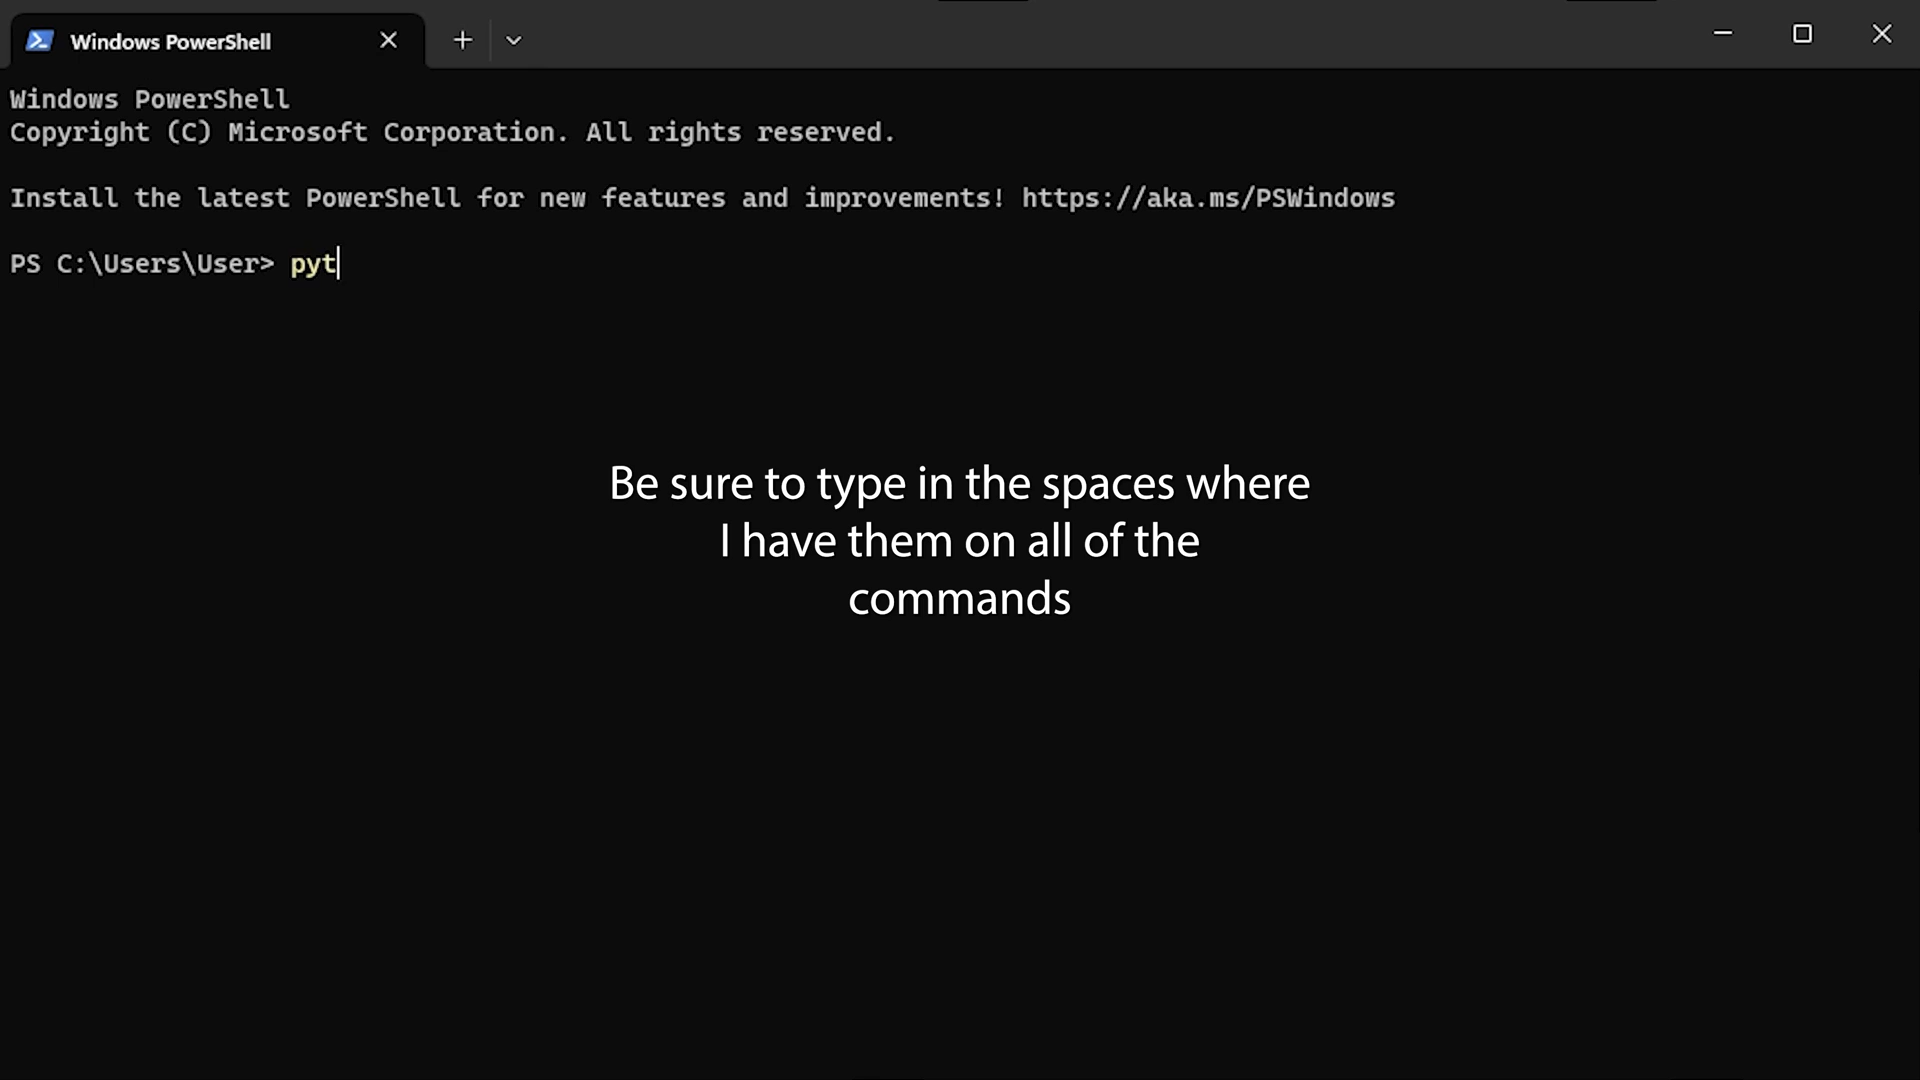 Windows PowerShell
Windows PowerShell
Copyright (C) Microsoft Corporation. All rights reserved.
Install the latest PowerShell for new features and improvements! https://aka.ms/PSWindows
PS C:\Users\User> pyt
Be sure to type in the spaces where
I have them on all of the
commands